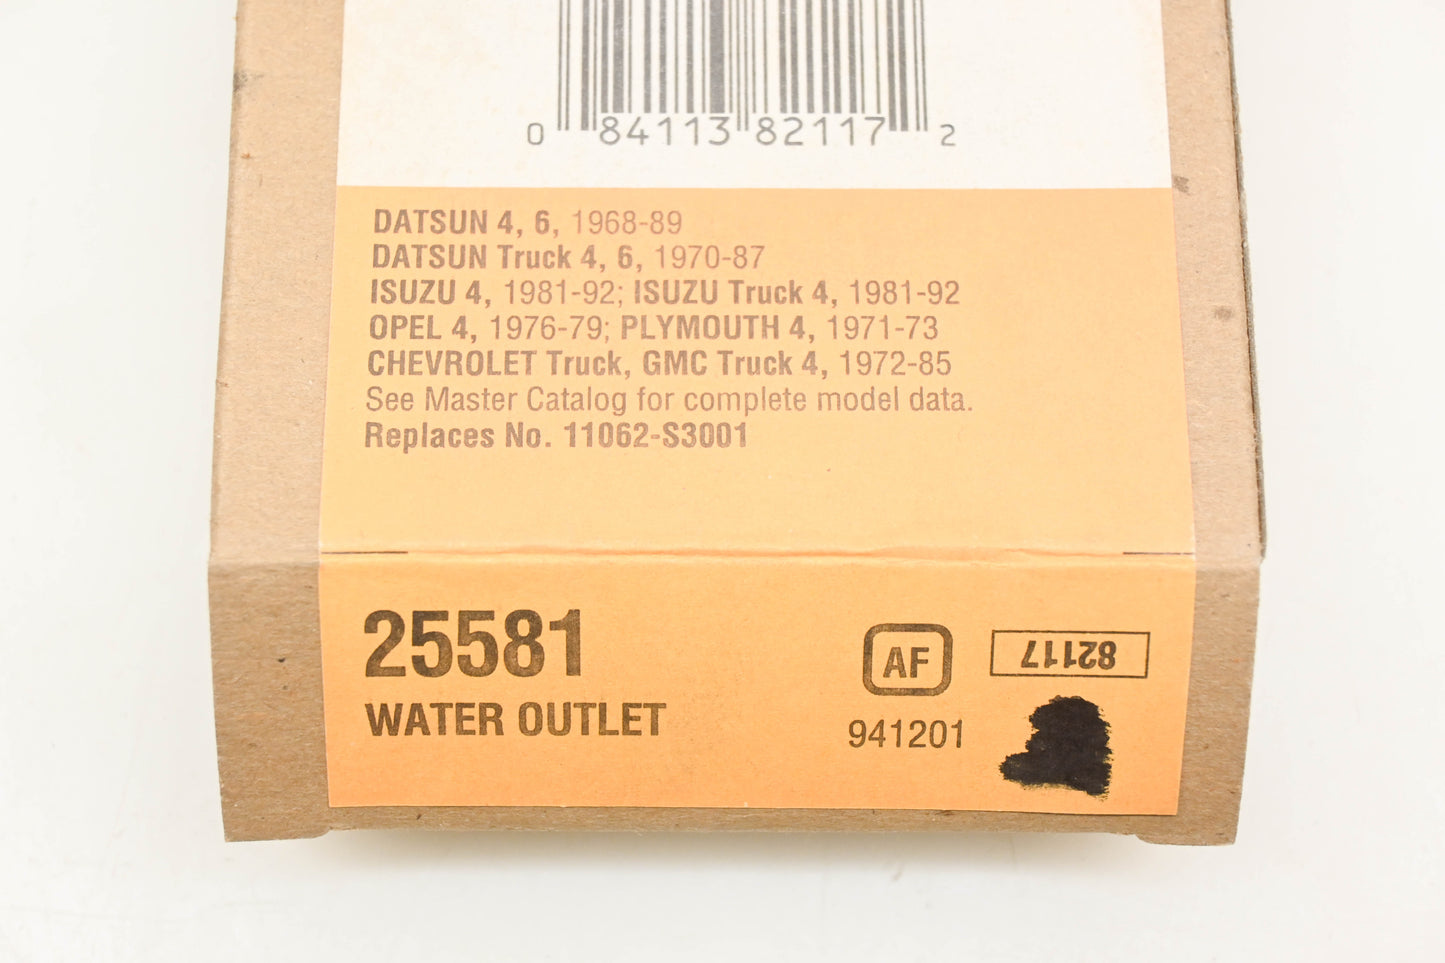 0 84113 82117 2
DATSUN 4, 6, 1968-89
DATSUN Truck 4, 6, 1970-87
ISUZU 4, 1981-92; ISUZU Truck 4, 1981-92
OPEL 4, 1976-79; PLYMOUTH 4, 1971-73
CHEVROLET Truck, GMC Truck 4, 1972-85
See Master Catalog for complete model data.
Replaces No. 11062-S3001
25581
WATER OUTLET
AF
941201
82117